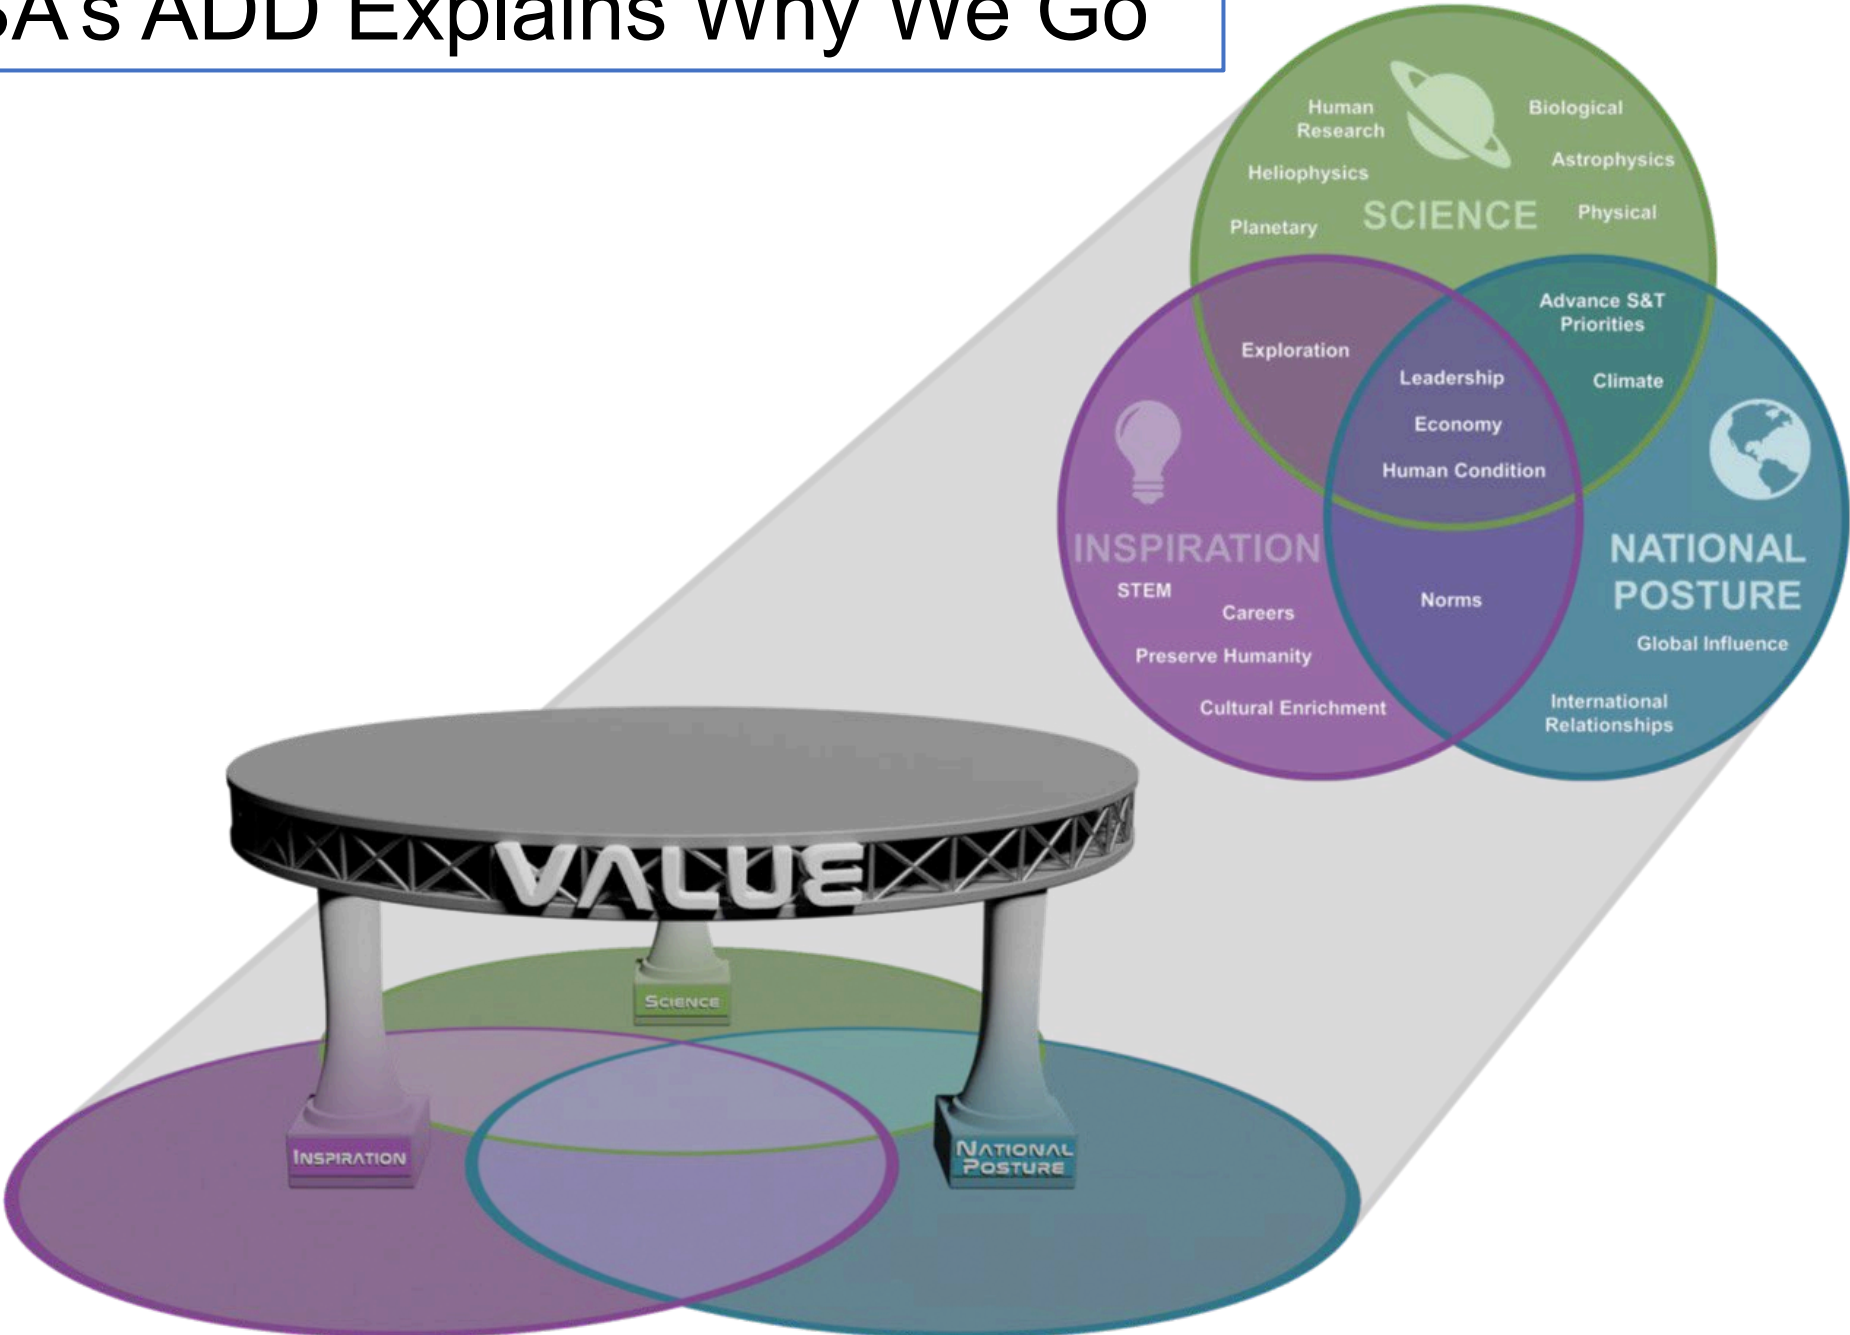 ADD Explains Why We Go
Human
Research
Biological
Heliophysics
Astrophysics
Planetary
SCIENCE
Physical
Advance S&T
Priorities
Exploration
Leadership
Climate
Economy
Human Condition
INSPIRATION
STEM
Careers
Preserve Humanity
Cultural Enrichment
Norms
NATIONAL
POSTURE
Global Influence
International
Relationships
VALUE
SCIENCE
INSPIRATION
NATIONAL
POSTURE